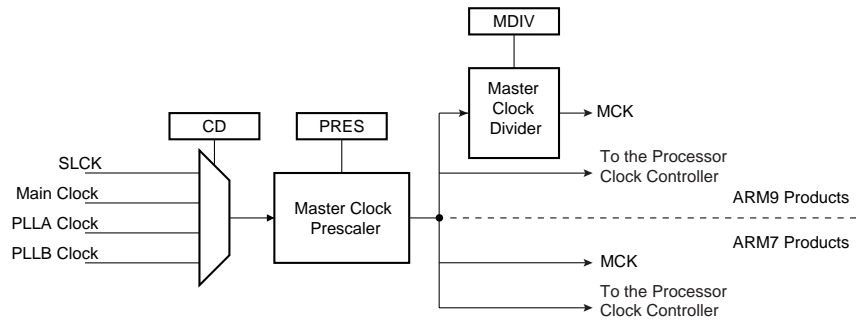 MDIV
Master
Clock
Divider
MCK
CD
PRES
To the Processor
Clock Controller
SLCK
Main Clock
PLLA Clock
PLLB Clock
Master Clock
Prescaler
ARM9 Products
ARM7 Products
MCK
To the Processor
Clock Controller